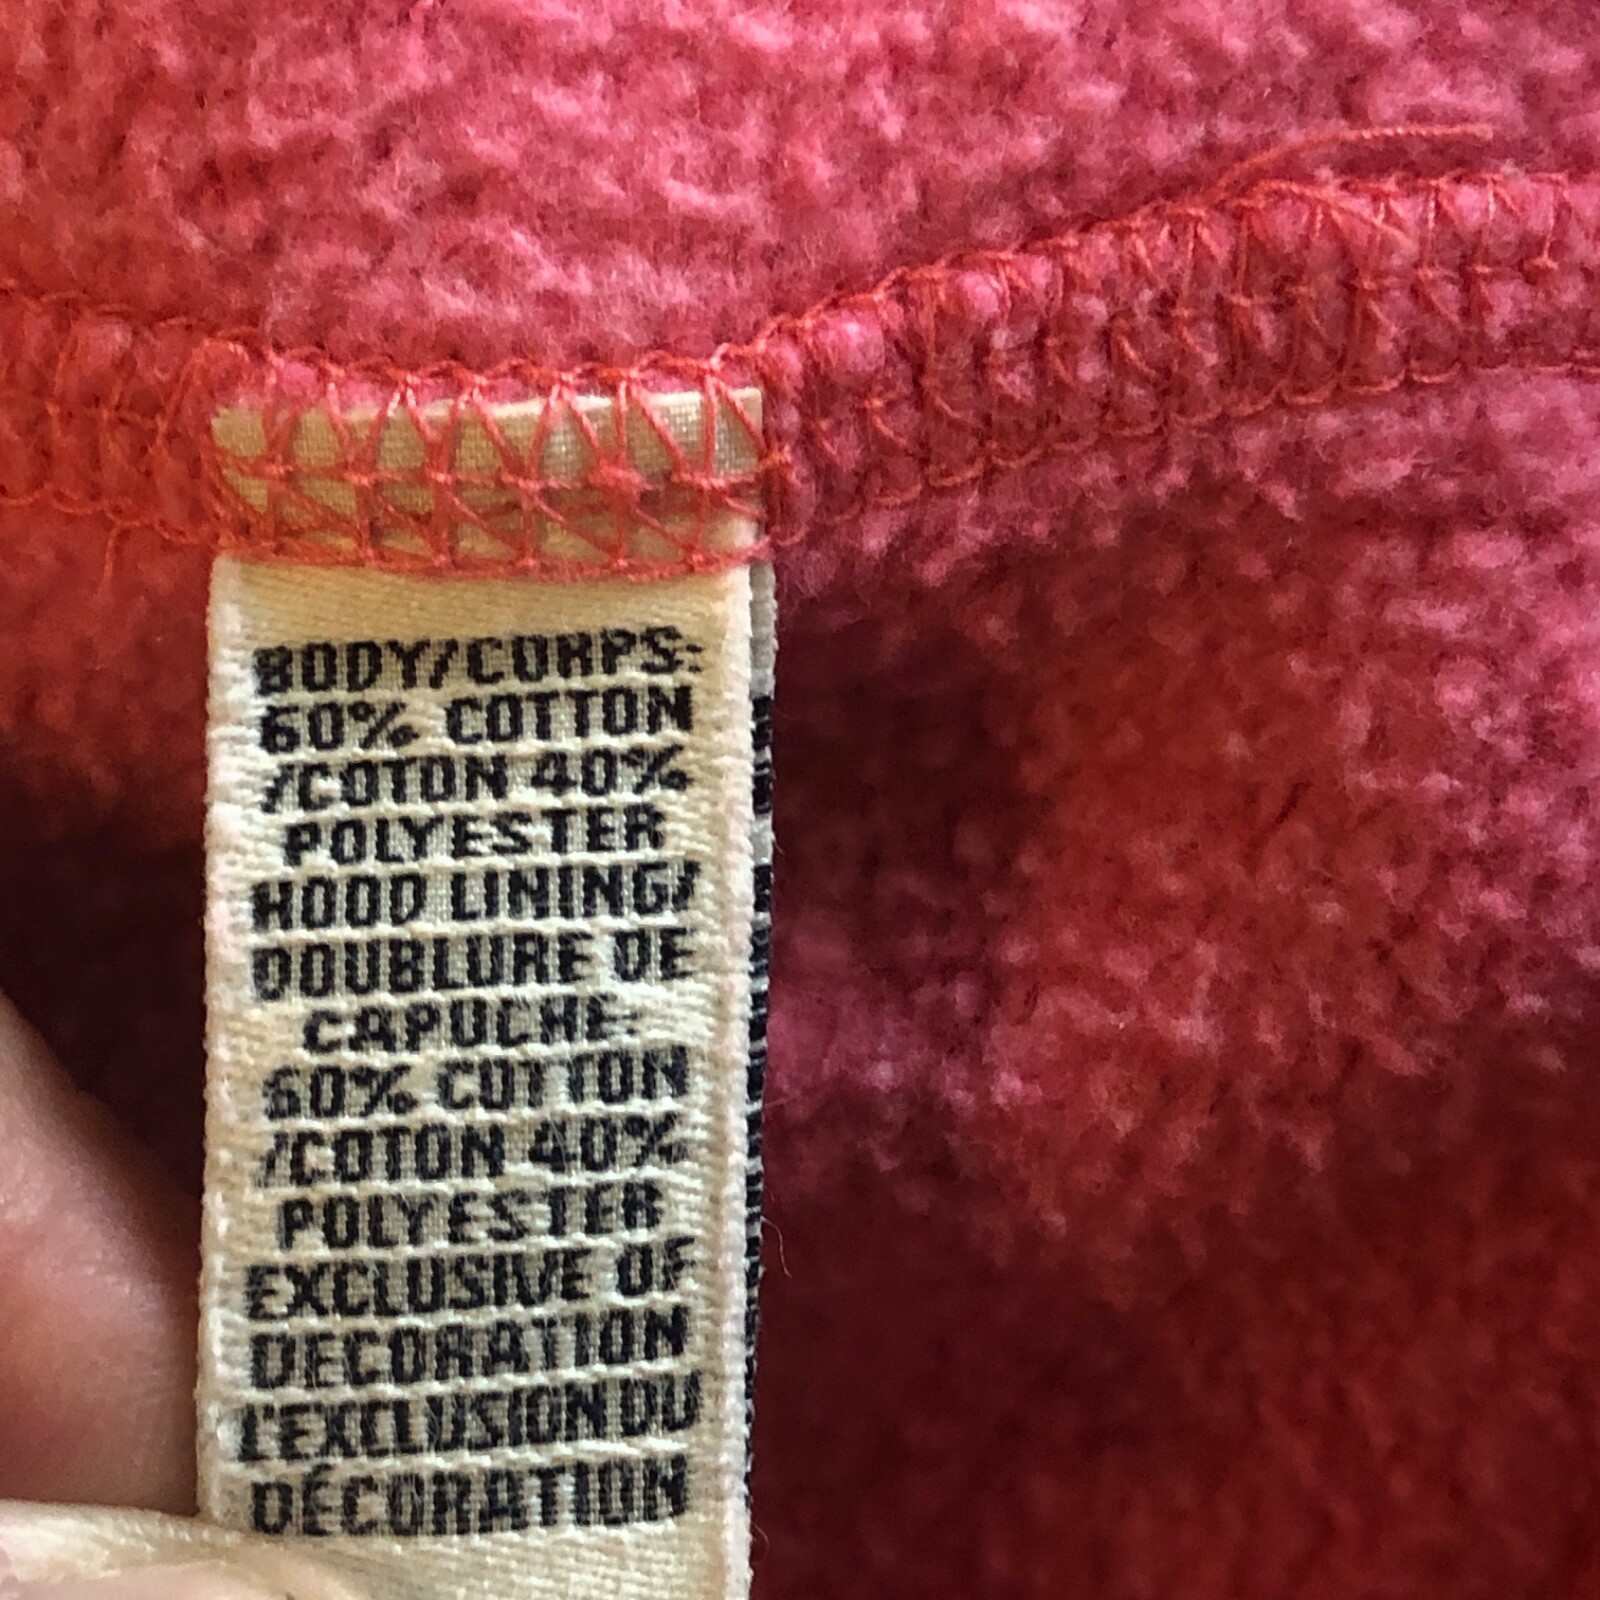 BODY/CORPS:
60% COTTON
/COTON 40%
POLYESTER
HOOD LINING/
DOUBLURE DE
CAPUCHE:
60% COTTON
/COTON 40%
POLYESTER
EXCLUSIVE OF
DECORATION
L'EXCLUSION DU
DÉCORATION